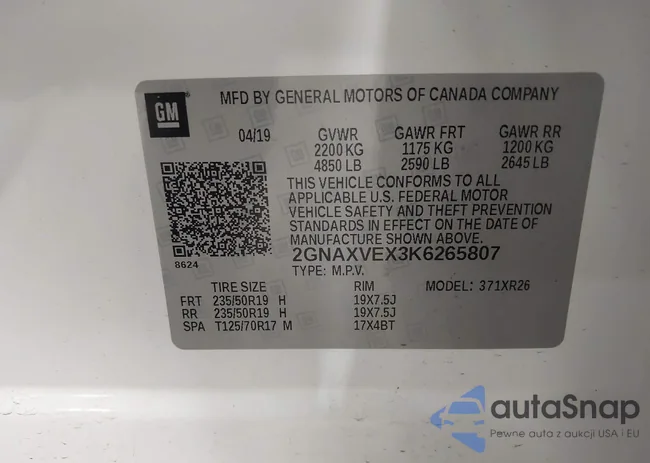 GM
MFD BY GENERAL MOTORS OF CANADA COMPANY
04/19 GVWR GAWR FRT GAWR RR
2200 KG 1175 KG 1200 KG
4850 LB 2590 LB 2645 LB
THIS VEHICLE CONFORMS TO ALL
APPLICABLE U.S. FEDERAL MOTOR
VEHICLE SAFETY AND THEFT PREVENTION
STANDARDS IN EFFECT ON THE DATE OF
MANUFACTURE SHOWN ABOVE.
2GNAXVEX3K6265807
8624
TYPE: M.P.V.
TIRE SIZE RIM MODEL: 371XR26
FRT 235/50R19 H 19X7.5J
RR 235/50R19 H 19X7.5J
SPA T125/70R17 M 17X4BT
autaSnap
Pewne auta z aukcji USA i EU